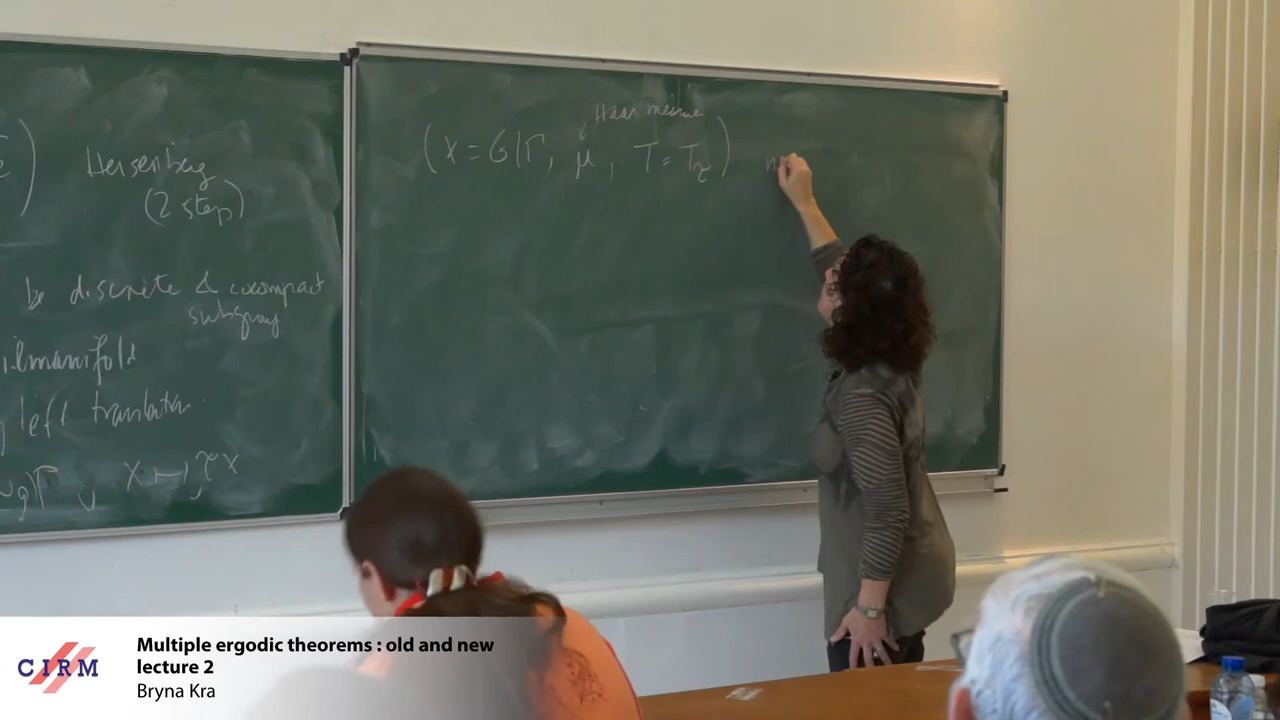 Heisenberg
(2 step)
be discrete & cocompact
subgroup
nilmanifold
left translation
x ↦ τx
Haar measure
(X = G/Γ, μ, T = T_τ)
CIRM
Multiple ergodic theorems : old and new
lecture 2
Bryna Kra